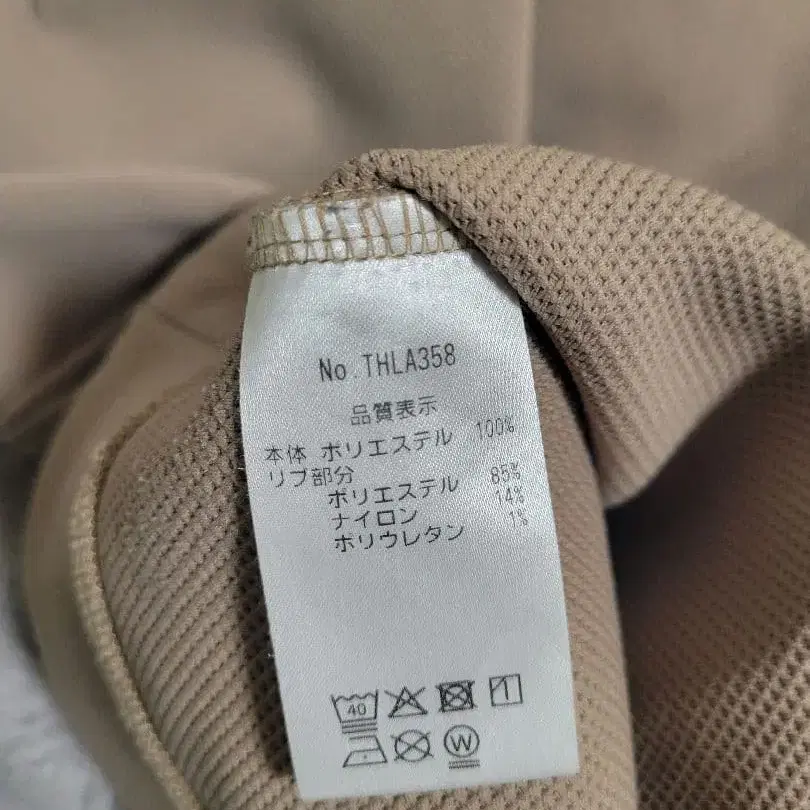 No.THLA358
品質表示
本体 ポリエステル 100%
リブ部分
ポリエステル 85%
ナイロン 14%
ポリウレタン 1%
40
W